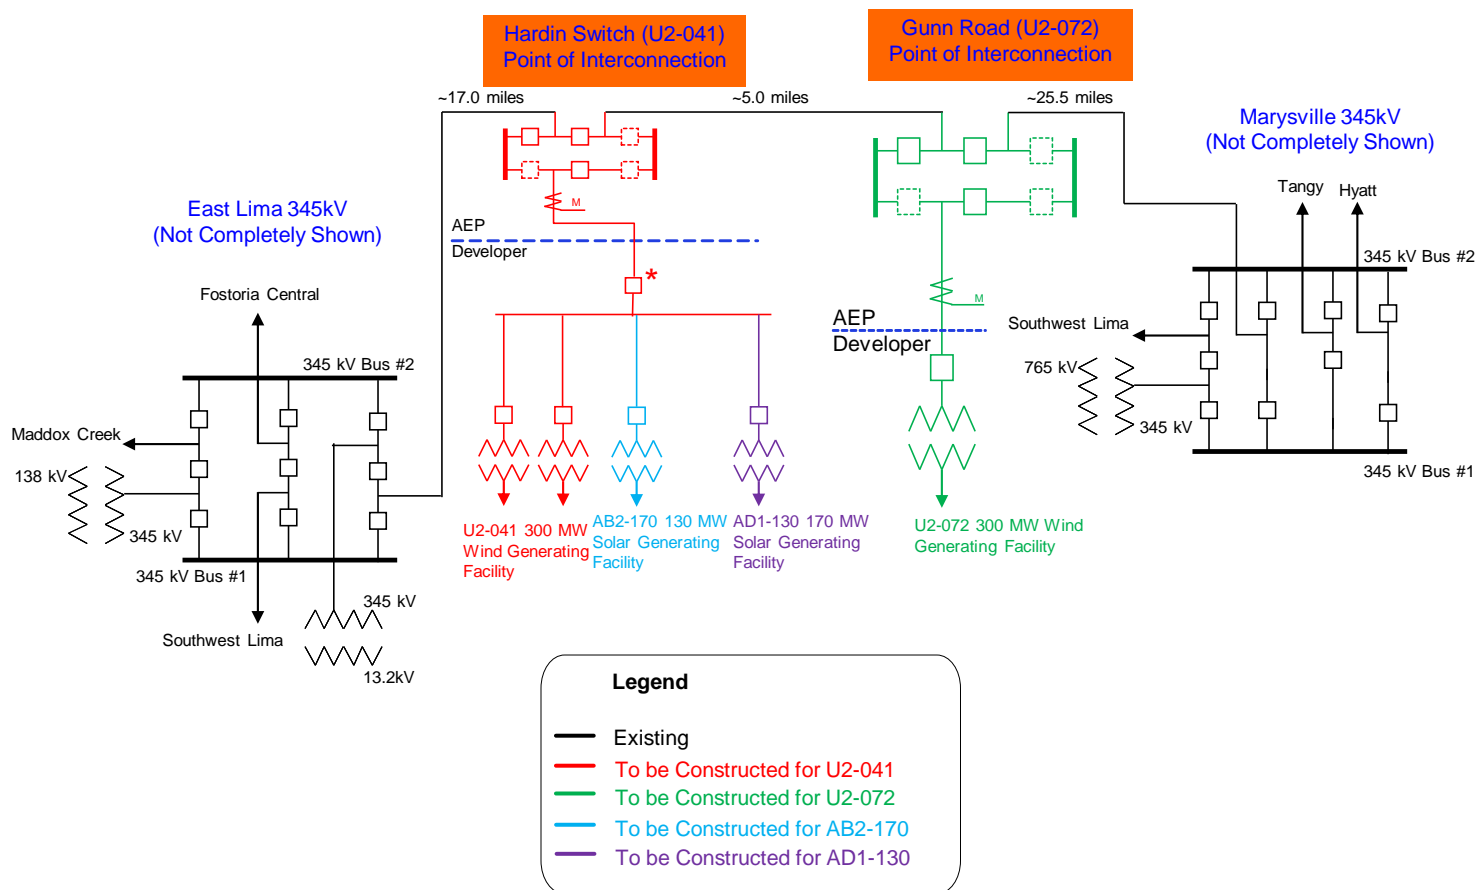 Hardin Switch (U2-041)
Point of Interconnection
Gunn Road (U2-072)
Point of Interconnection
~17.0 miles
~5.0 miles
~25.5 miles
Marysville 345kV
(Not Completely Shown)
Tangy
Hyatt
East Lima 345kV
(Not Completely Shown)
M
AEP
Developer
*
345 kV Bus #2
Fostoria Central
M
AEP
Developer
Southwest Lima
765 kV
345 kV
345 kV Bus #1
345 kV Bus #2
Maddox Creek
138 kV
345 kV
345 kV Bus #1
345 kV
Southwest Lima
13.2kV
U2-041 300 MW
Wind Generating
Facility
AB2-170 130 MW
Solar Generating
Facility
AD1-130 170 MW
Solar Generating
Facility
U2-072 300 MW Wind
Generating Facility
Legend
Existing
To be Constructed for U2-041
To be Constructed for U2-072
To be Constructed for AB2-170
To be Constructed for AD1-130